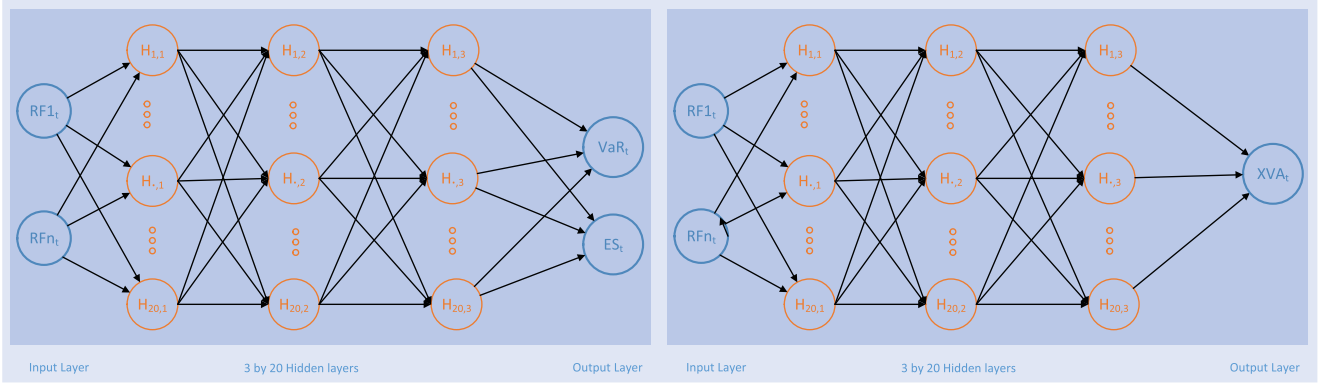 H1,1 H1,2 H1,3
RF1t
VaRt
H•,1 H•,2 H•,3
RFnt
ESt
H20,1 H20,2 H20,3
Input Layer 3 by 20 Hidden layers Output Layer
H1,1 H1,2 H1,3
RF1t
H•,1 H•,2 H•,3
XVAt
RFnt
H20,1 H20,2 H20,3
Input Layer 3 by 20 Hidden layers Output Layer